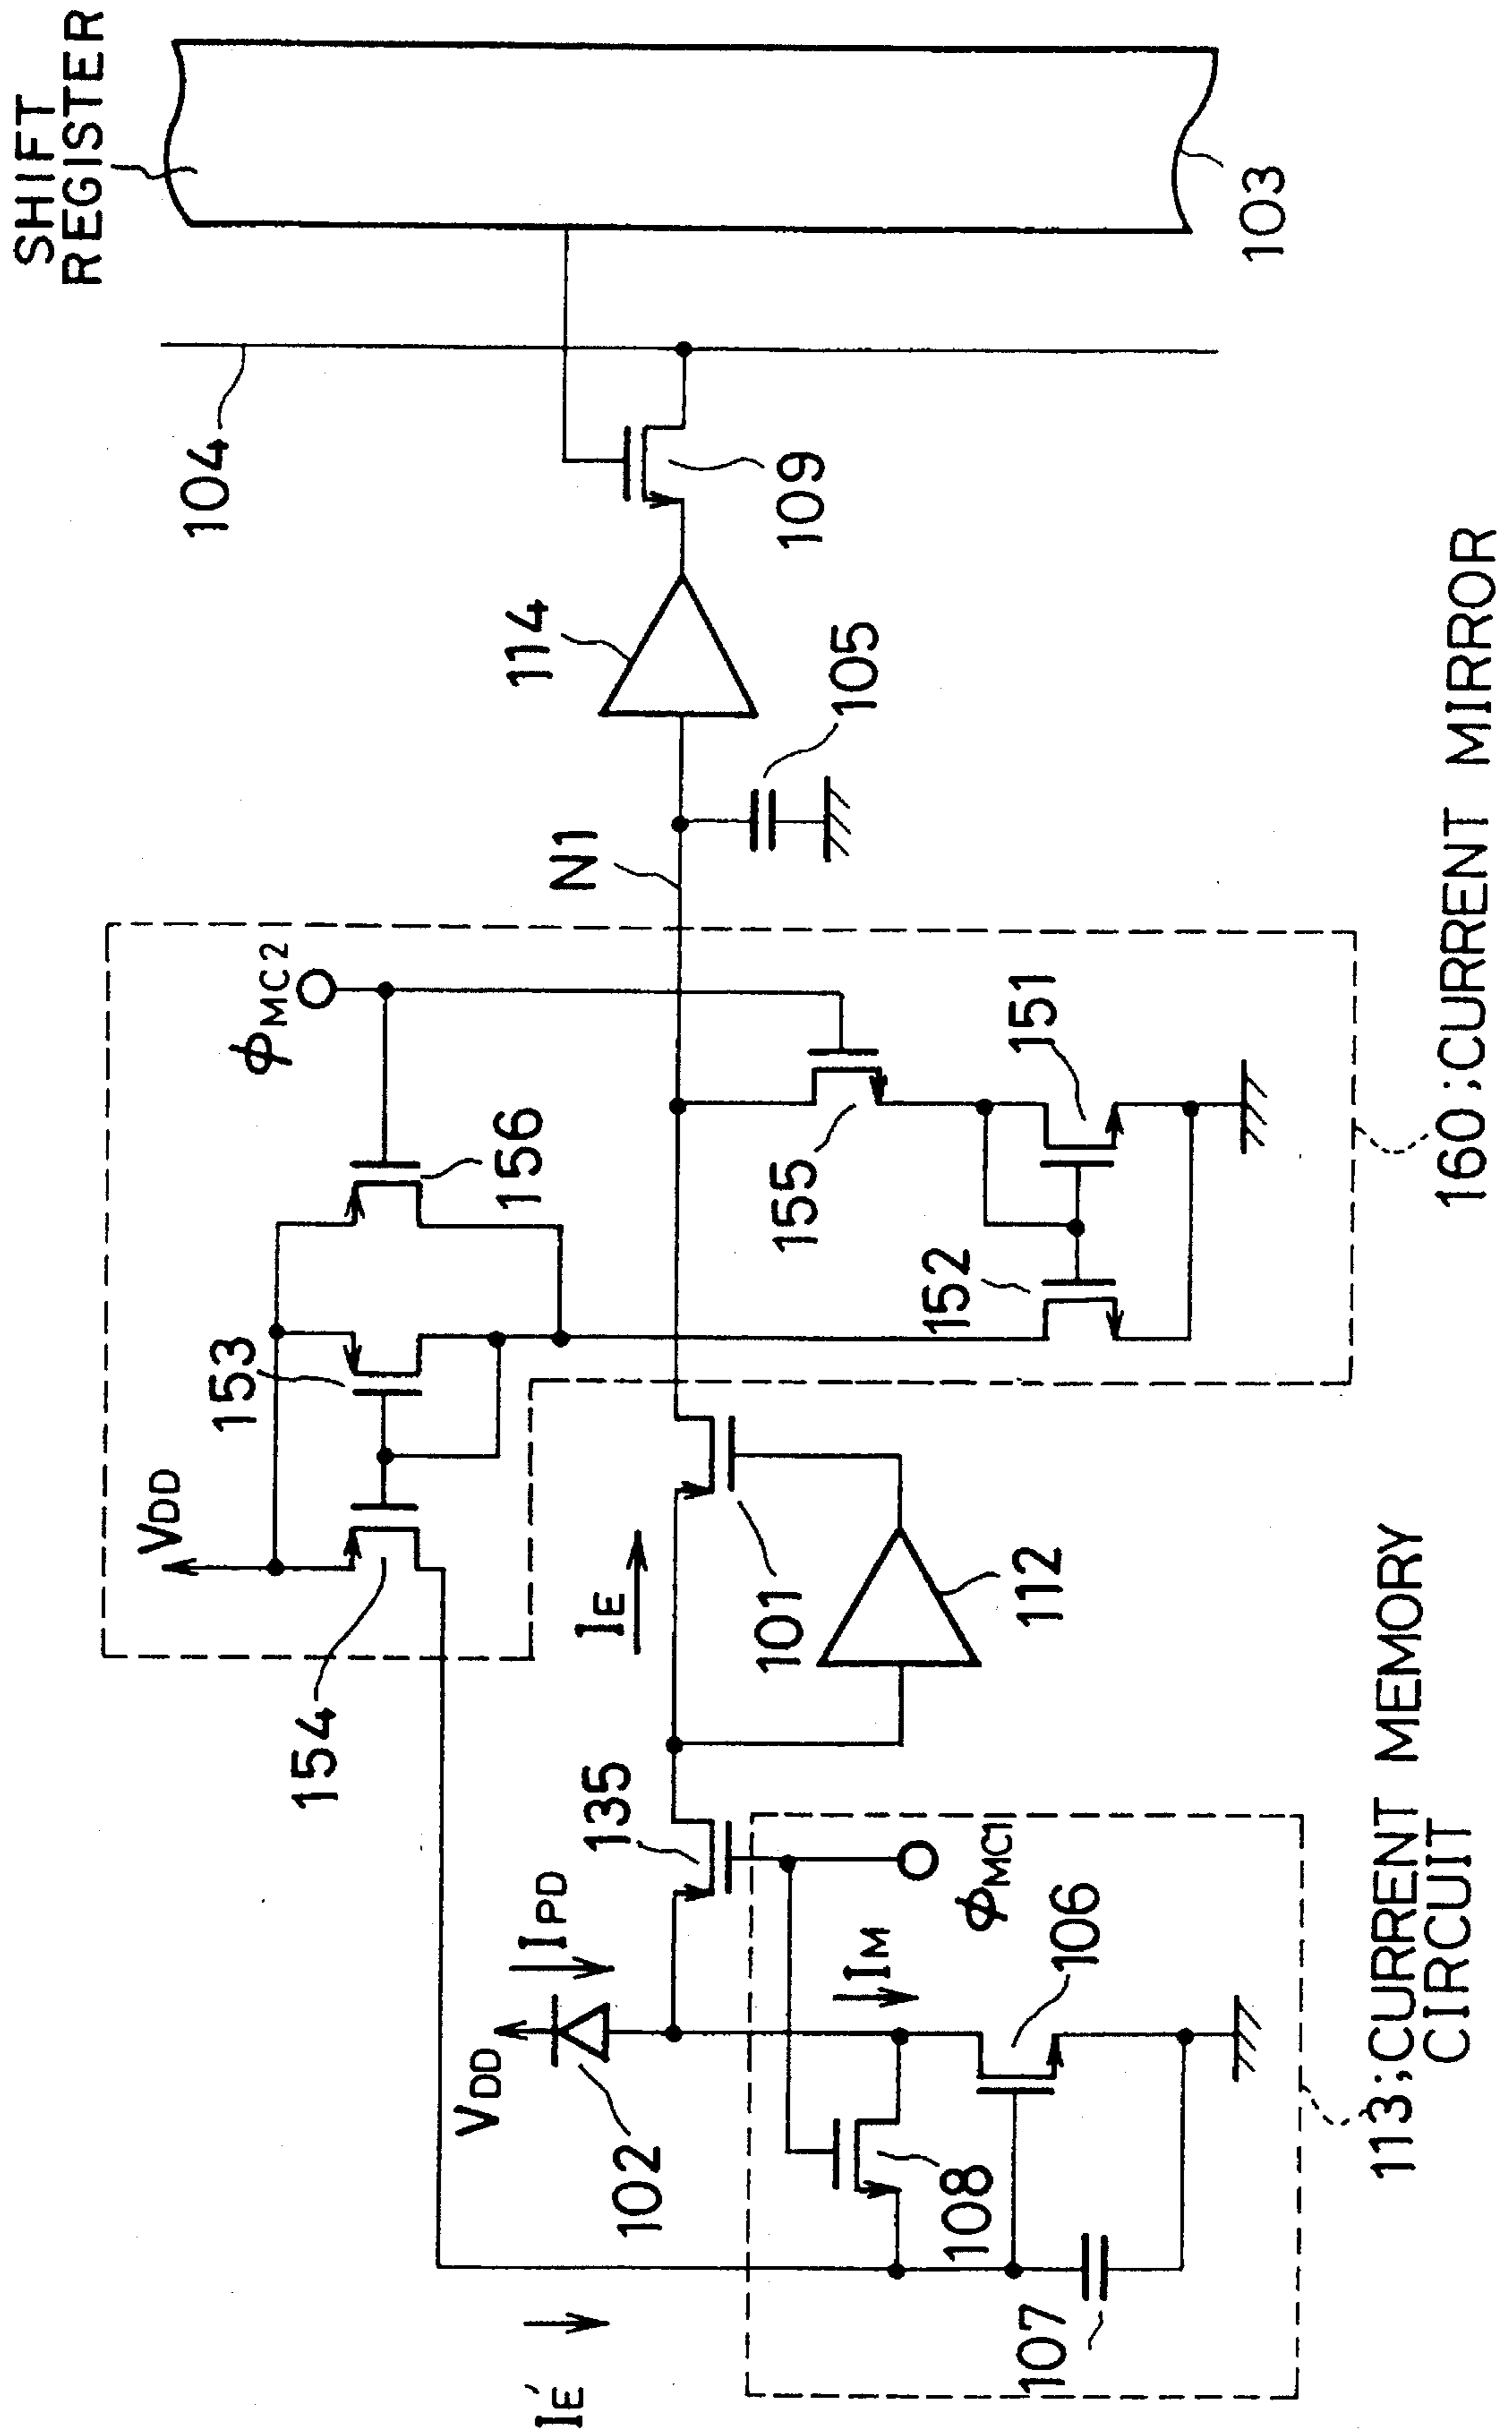 SHIFT
REGISTER
103
104
109
114
105
N1
φMC2
156
155
151
152
153
VDD
154
IE
101
112
135
IPD
VDD
102
IM
φMC1
106
108
107
IE'
160;CURRENT MIRROR
113;CURRENT MEMORY
CIRCUIT